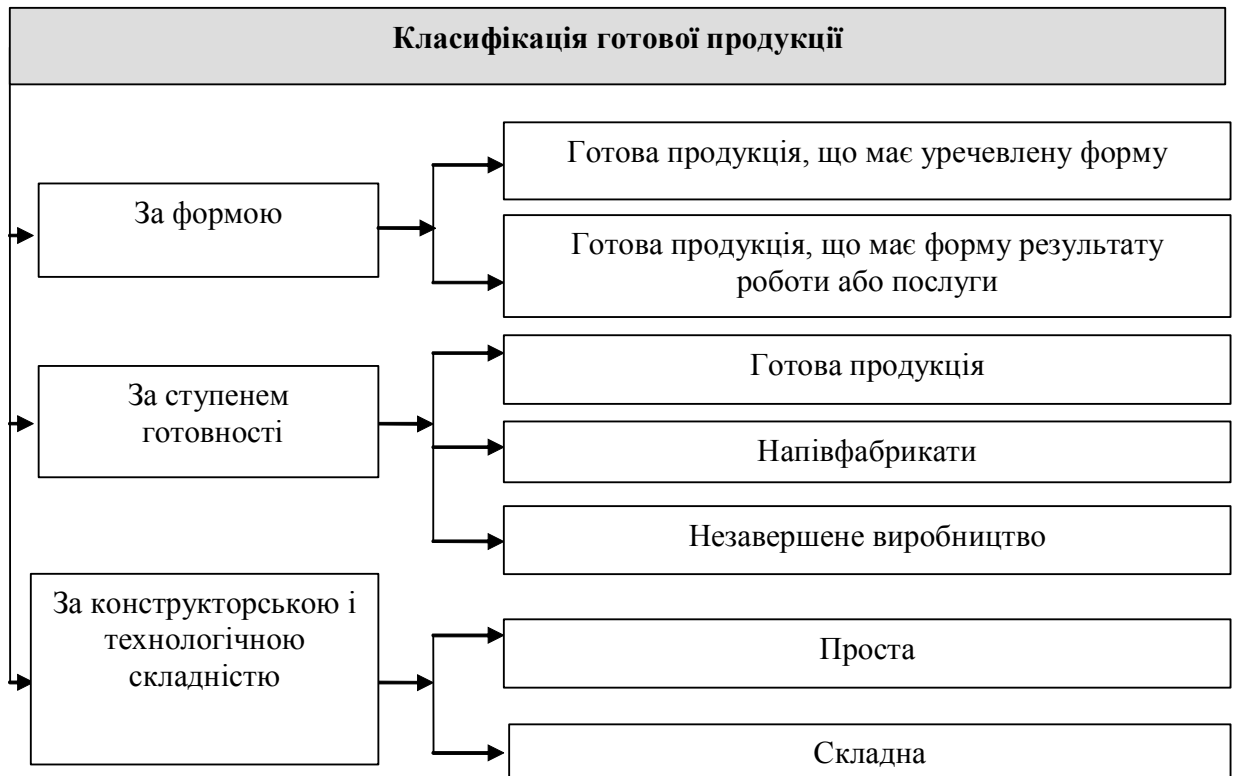 Класифікація готової продукції
За формою
Готова продукція, що має уречевлену форму
Готова продукція, що має форму результату
роботи або послуги
За ступенем
готовності
Готова продукція
Напівфабрикати
Незавершене виробництво
За конструкторською і
технологічною
складністю
Проста
Складна